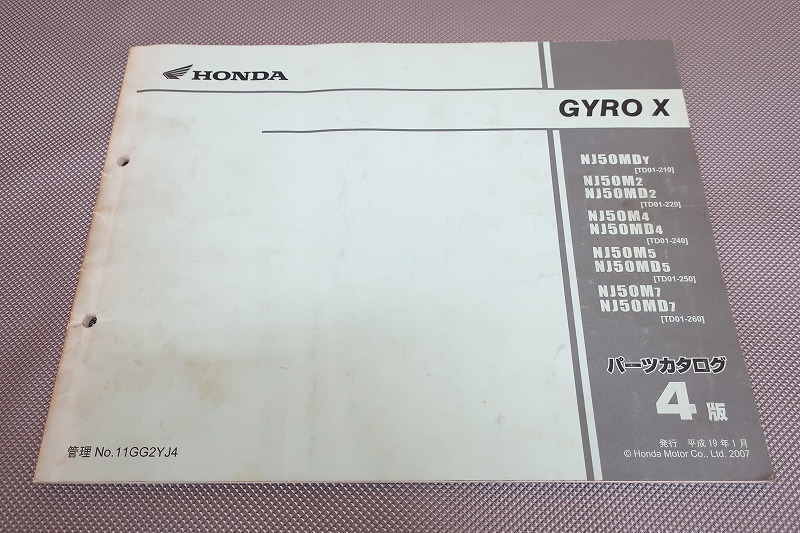 HONDA
GYRO X
NJ50MDY
[TD01-210]
NJ50M2
NJ50MD2
[TD01-220]
NJ50M4
NJ50MD4
[TD01-240]
NJ50M5
NJ50MD5
[TD01-250]
NJ50M7
NJ50MD7
[TD01-260]
パーツカタログ
4版
発行 平成19年1月
© Honda Motor Co., Ltd. 2007
管理 No.11GG2YJ4